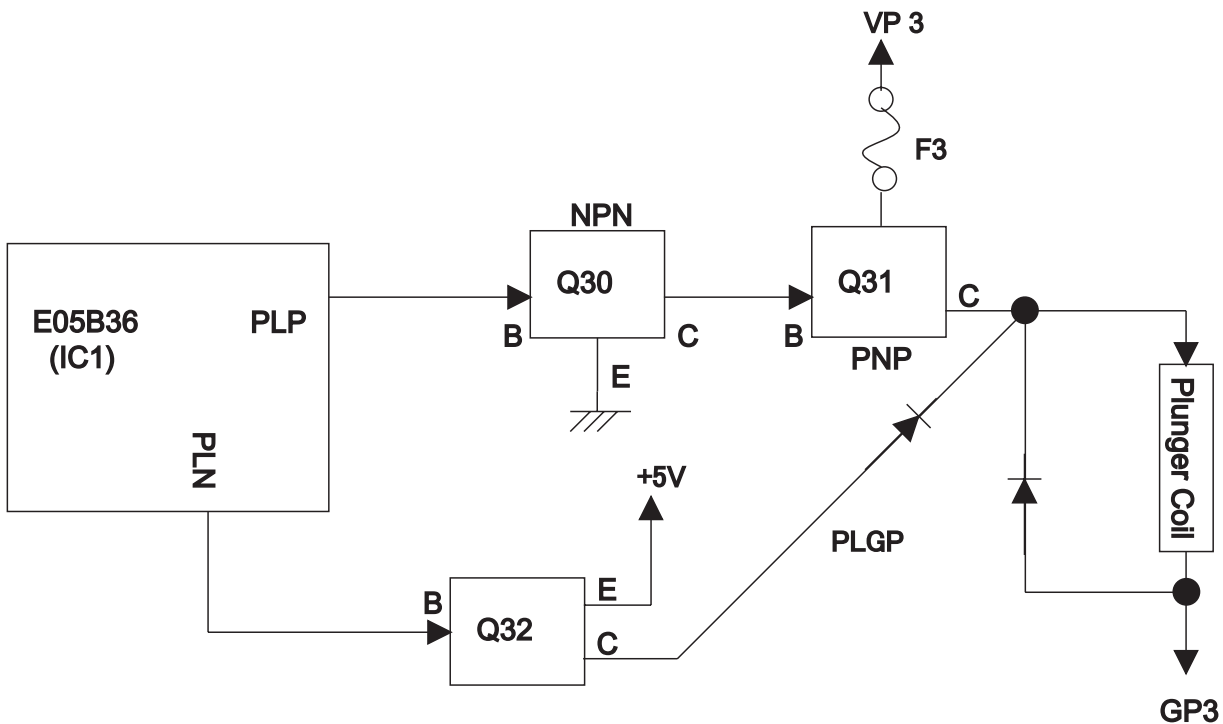 VP 3
F3
NPN
Q30
Q31
E05B36
(IC1)
PLP
B
C
B
C
PNP
E
PLN
Plunger Coil
+5V
PLGP
B
Q32
E
C
GP3